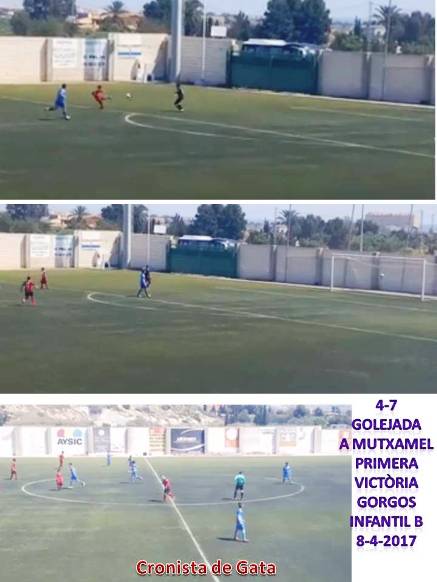 AYSIC
4-7
GOLEJADA
A MUTXAMEL
PRIMERA
VICTÒRIA
GORGOS
INFANTIL B
8-4-2017
Cronista de Gata